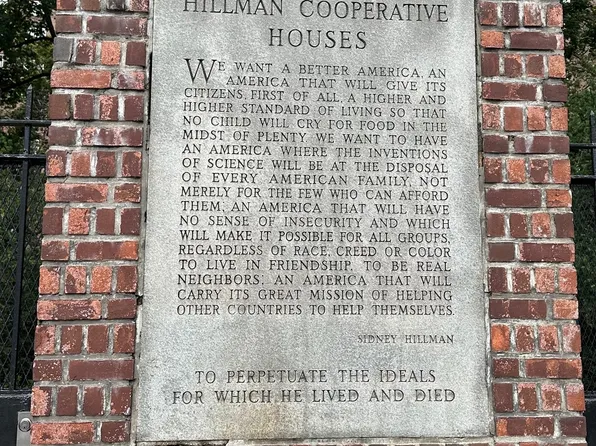 HILLMAN COOPERATIVE
HOUSES
WE WANT A BETTER AMERICA, AN
AMERICA THAT WILL GIVE ITS
CITIZENS, FIRST OF ALL, A HIGHER AND
HIGHER STANDARD OF LIVING SO THAT
NO CHILD WILL CRY FOR FOOD IN THE
MIDST OF PLENTY. WE WANT TO HAVE
AN AMERICA WHERE THE INVENTIONS
OF SCIENCE WILL BE AT THE DISPOSAL
OF EVERY AMERICAN FAMILY, NOT
MERELY FOR THE FEW WHO CAN AFFORD
THEM, AN AMERICA THAT WILL HAVE
NO SENSE OF INSECURITY AND WHICH
WILL MAKE IT POSSIBLE FOR ALL GROUPS,
REGARDLESS OF RACE, CREED OR COLOR
TO LIVE IN FRIENDSHIP, TO BE REAL
NEIGHBORS; AN AMERICA THAT WILL
CARRY ITS GREAT MISSION OF HELPING
OTHER COUNTRIES TO HELP THEMSELVES.
SIDNEY HILLMAN
TO PERPETUATE THE IDEALS
FOR WHICH HE LIVED AND DIED